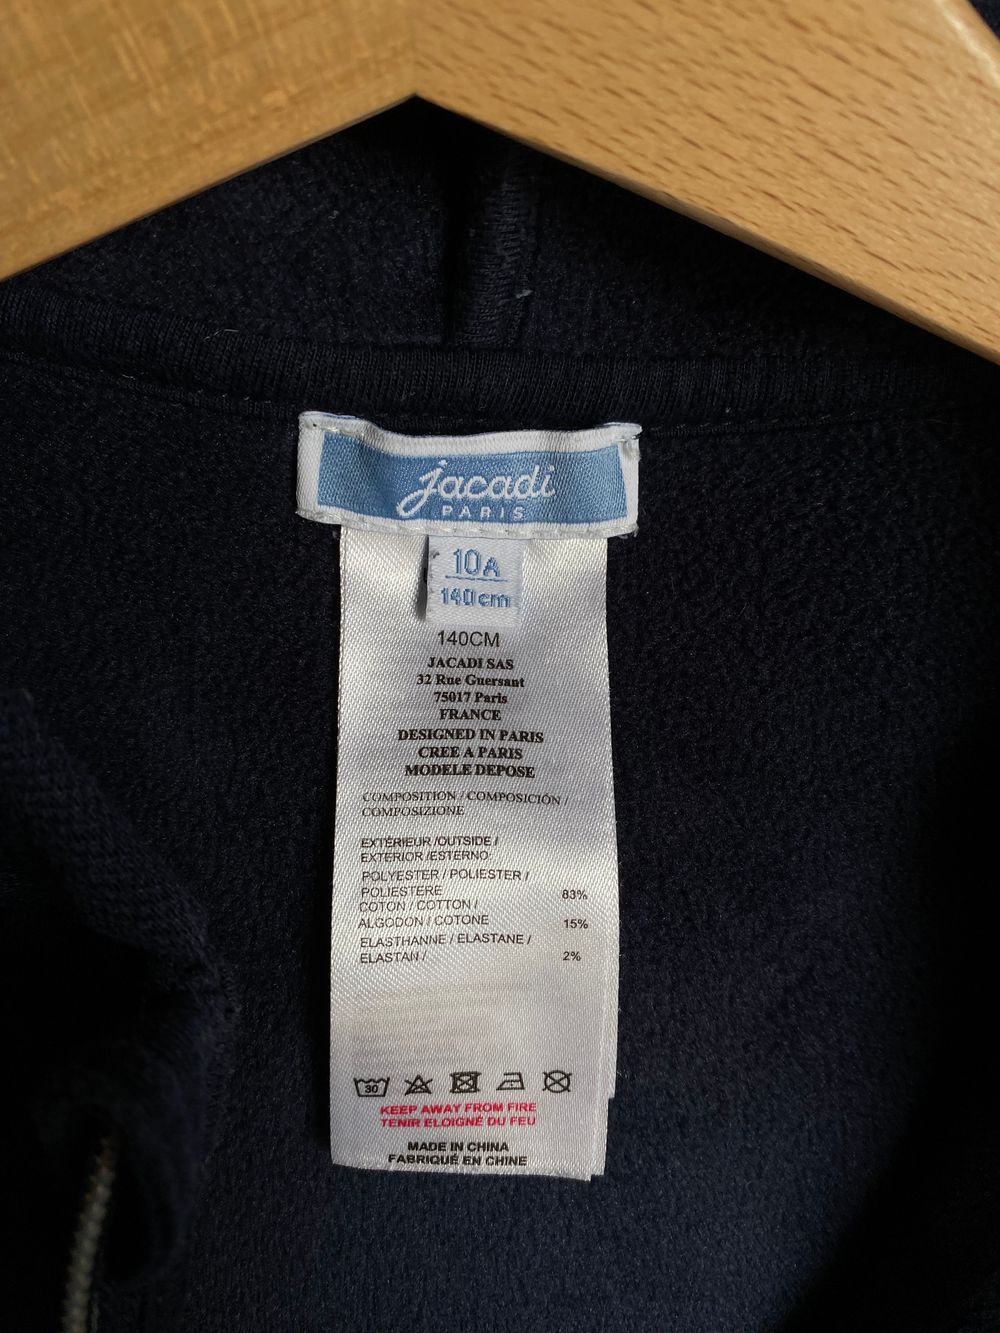 jacadi
PARIS
10A
140cm
140CM
JACADI SAS
32 Rue Guersant
75017 Paris
FRANCE
DESIGNED IN PARIS
CREE A PARIS
MODELE DEPOSE
COMPOSITION / COMPOSICIÓN /
COMPOSIZIONE
EXTÉRIEUR /OUTSIDE /
EXTERIOR /ESTERNO:
POLYESTER / POLIESTER /
POLIESTERE 83%
COTON / COTTON /
ALGODON / COTONE 15%
ELASTHANNE / ELASTANE /
ELASTAN / 2%
30
KEEP AWAY FROM FIRE
TENIR ELOIGNÉ DU FEU
MADE IN CHINA
FABRIQUÉ EN CHINE